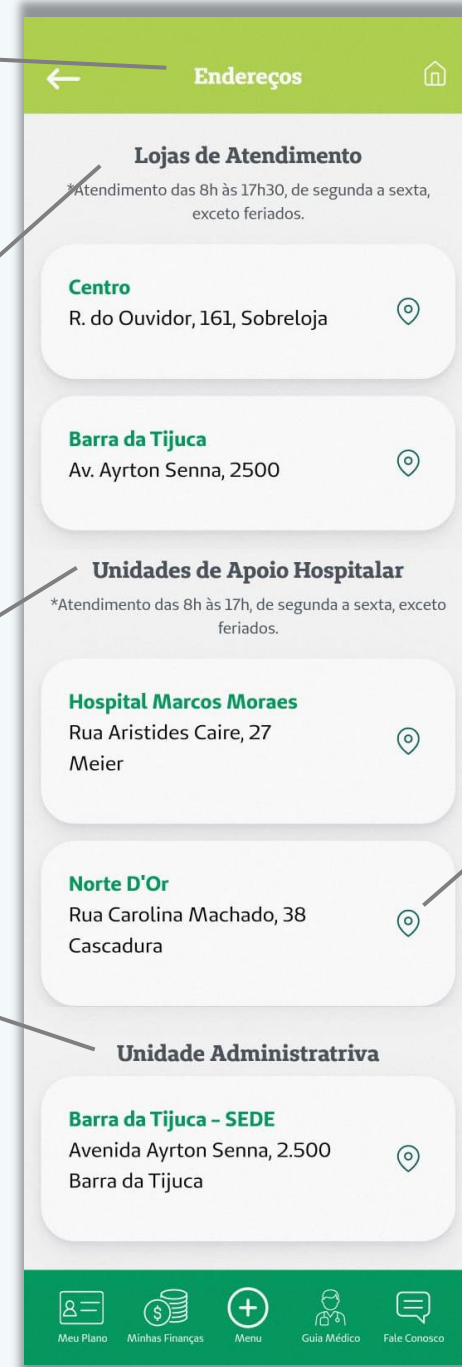 Endereços
Lojas de Atendimento
*Atendimento das 8h às 17h30, de segunda a sexta,
exceto feriados.
Centro
R. do Ouvidor, 161, Sobreloja
Barra da Tijuca
Av. Ayrton Senna, 2500
Unidades de Apoio Hospitalar
*Atendimento das 8h às 17h, de segunda a sexta, exceto
feriados.
Hospital Marcos Moraes
Rua Aristides Caire, 27
Meier
Norte D'Or
Rua Carolina Machado, 38
Cascadura
Unidade Administratriva
Barra da Tijuca – SEDE
Avenida Ayrton Senna, 2.500
Barra da Tijuca
Meu Plano Minhas Finanças Menu Guia Médico Fale Conosco